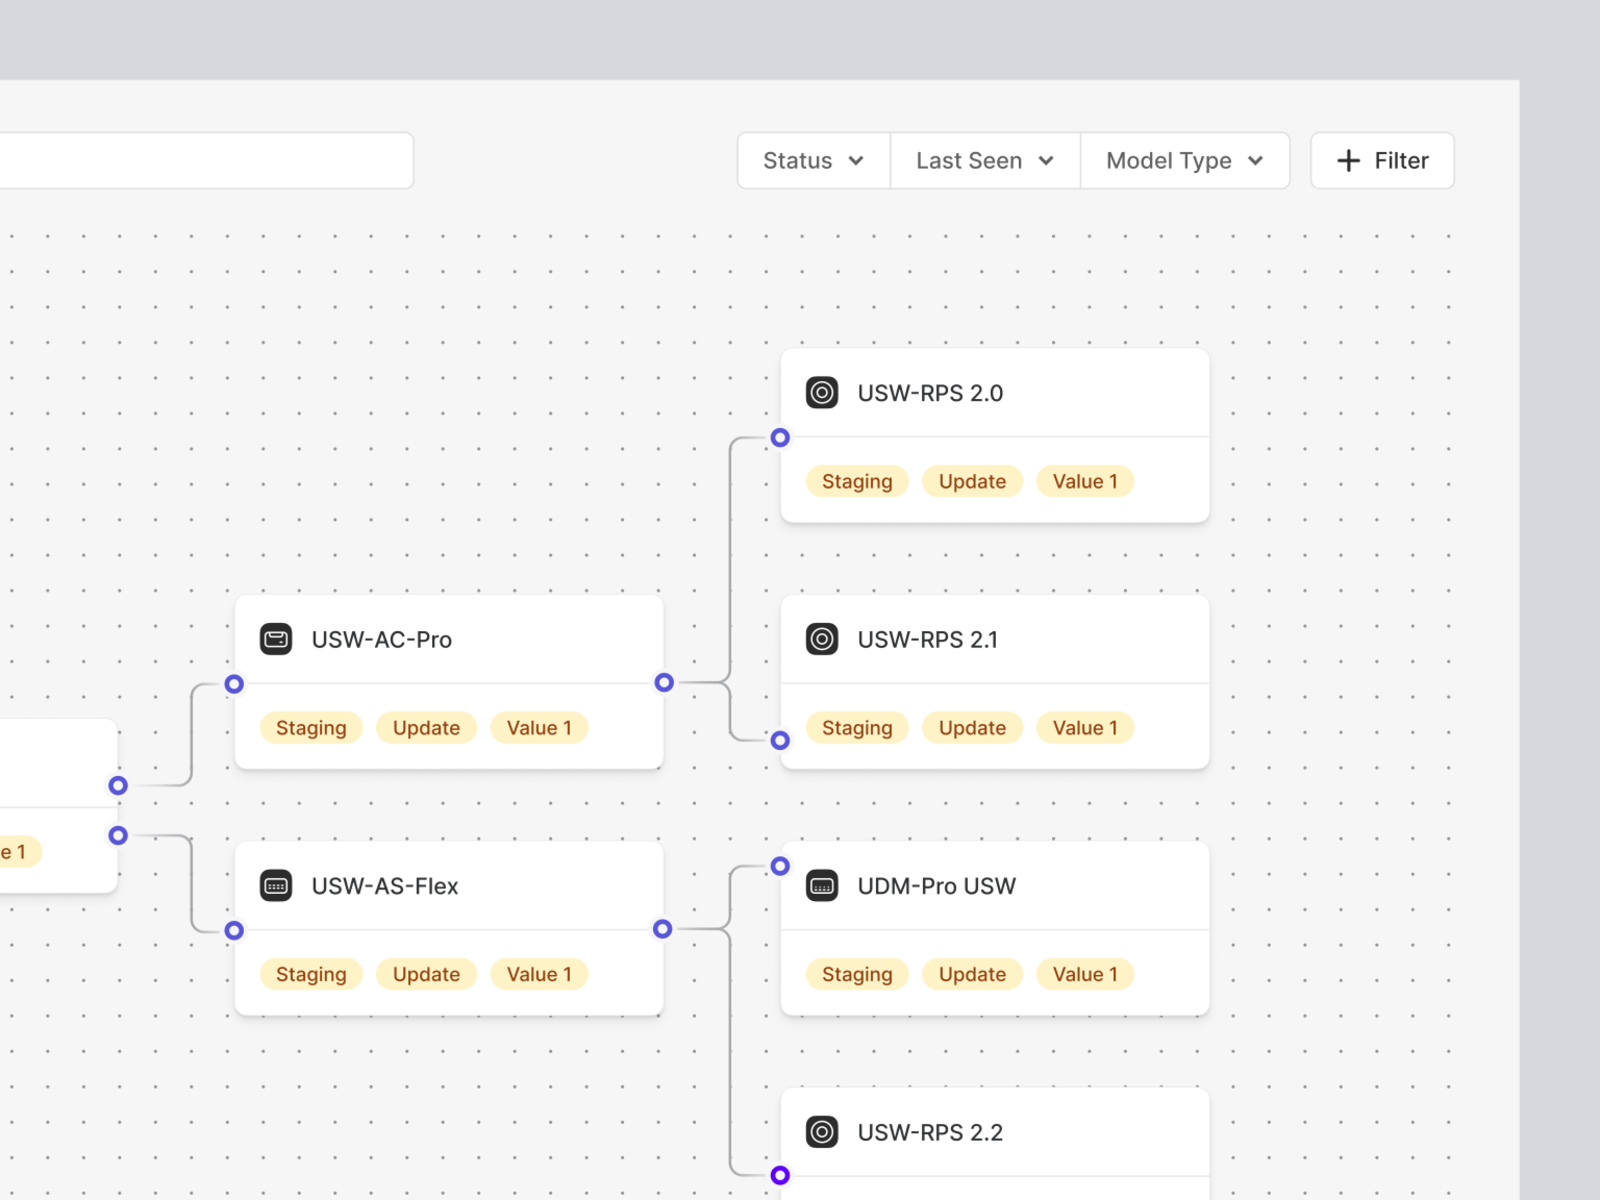 Status
Last Seen
Model Type
Filter
USW-RPS 2.0
Staging Update Value 1
USW-AC-Pro
Staging Update Value 1
USW-RPS 2.1
Staging Update Value 1
e 1
USW-AS-Flex
Staging Update Value 1
UDM-Pro USW
Staging Update Value 1
USW-RPS 2.2